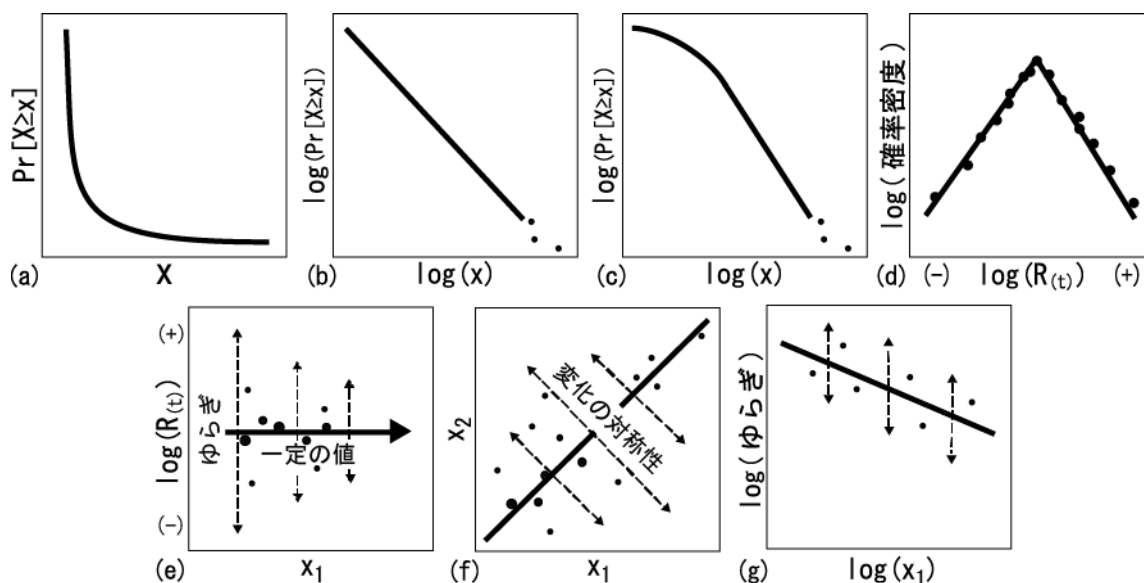 Pr[X≥x]
X
(a)
log(Pr[X≥x])
log(x)
(b)
log(Pr[X≥x])
log(x)
(c)
log(確率密度)
(-) log(R(t)) (+)
(d)
(+)
log(R(t))
(-)
ゆらぎ
一定の値
x1
(e)
x2
変化の対称性
x1
(f)
log(ゆらぎ)
log(x1)
(g)